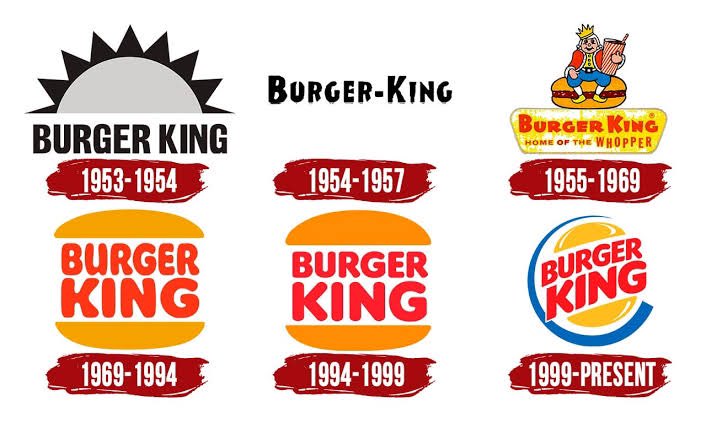 BURGER KING
1953-1954
BURGER-KING
1954-1957
BURGER KING®
HOME OF THE WHOPPER
1955-1969
BURGER
KING
1969-1994
BURGER
KING
1994-1999
BURGER
KING
1999-PRESENT